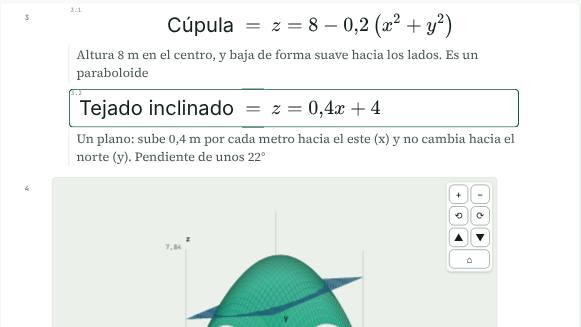 3
3.1
Cúpula = z = 8 − 0,2 (x² + y²)
Altura 8 m en el centro, y baja de forma suave hacia los lados. Es un
paraboloide
3.2
Tejado inclinado = z = 0,4x + 4
Un plano: sube 0,4 m por cada metro hacia el este (x) y no cambia hacia el
norte (y). Pendiente de unos 22°
4
+ −
⟲ ⟳
▲ ▼
⌂
z
7,84
y